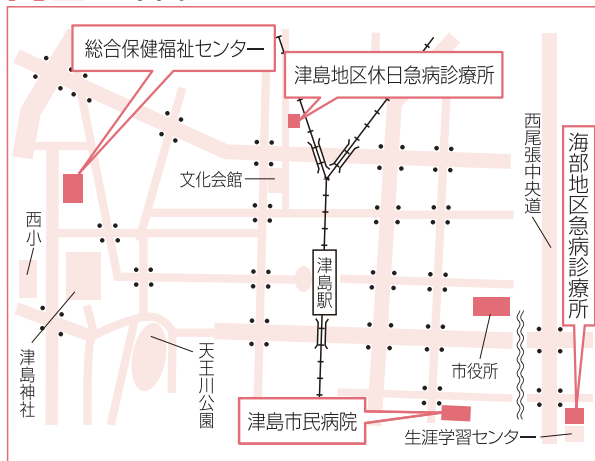 総合保健福祉センター
津島地区休日急病診療所
西尾張中央道
海部地区急病診療所
文化会館
西小
津島駅
津島神社
天王川公園
市役所
津島市民病院
生涯学習センター